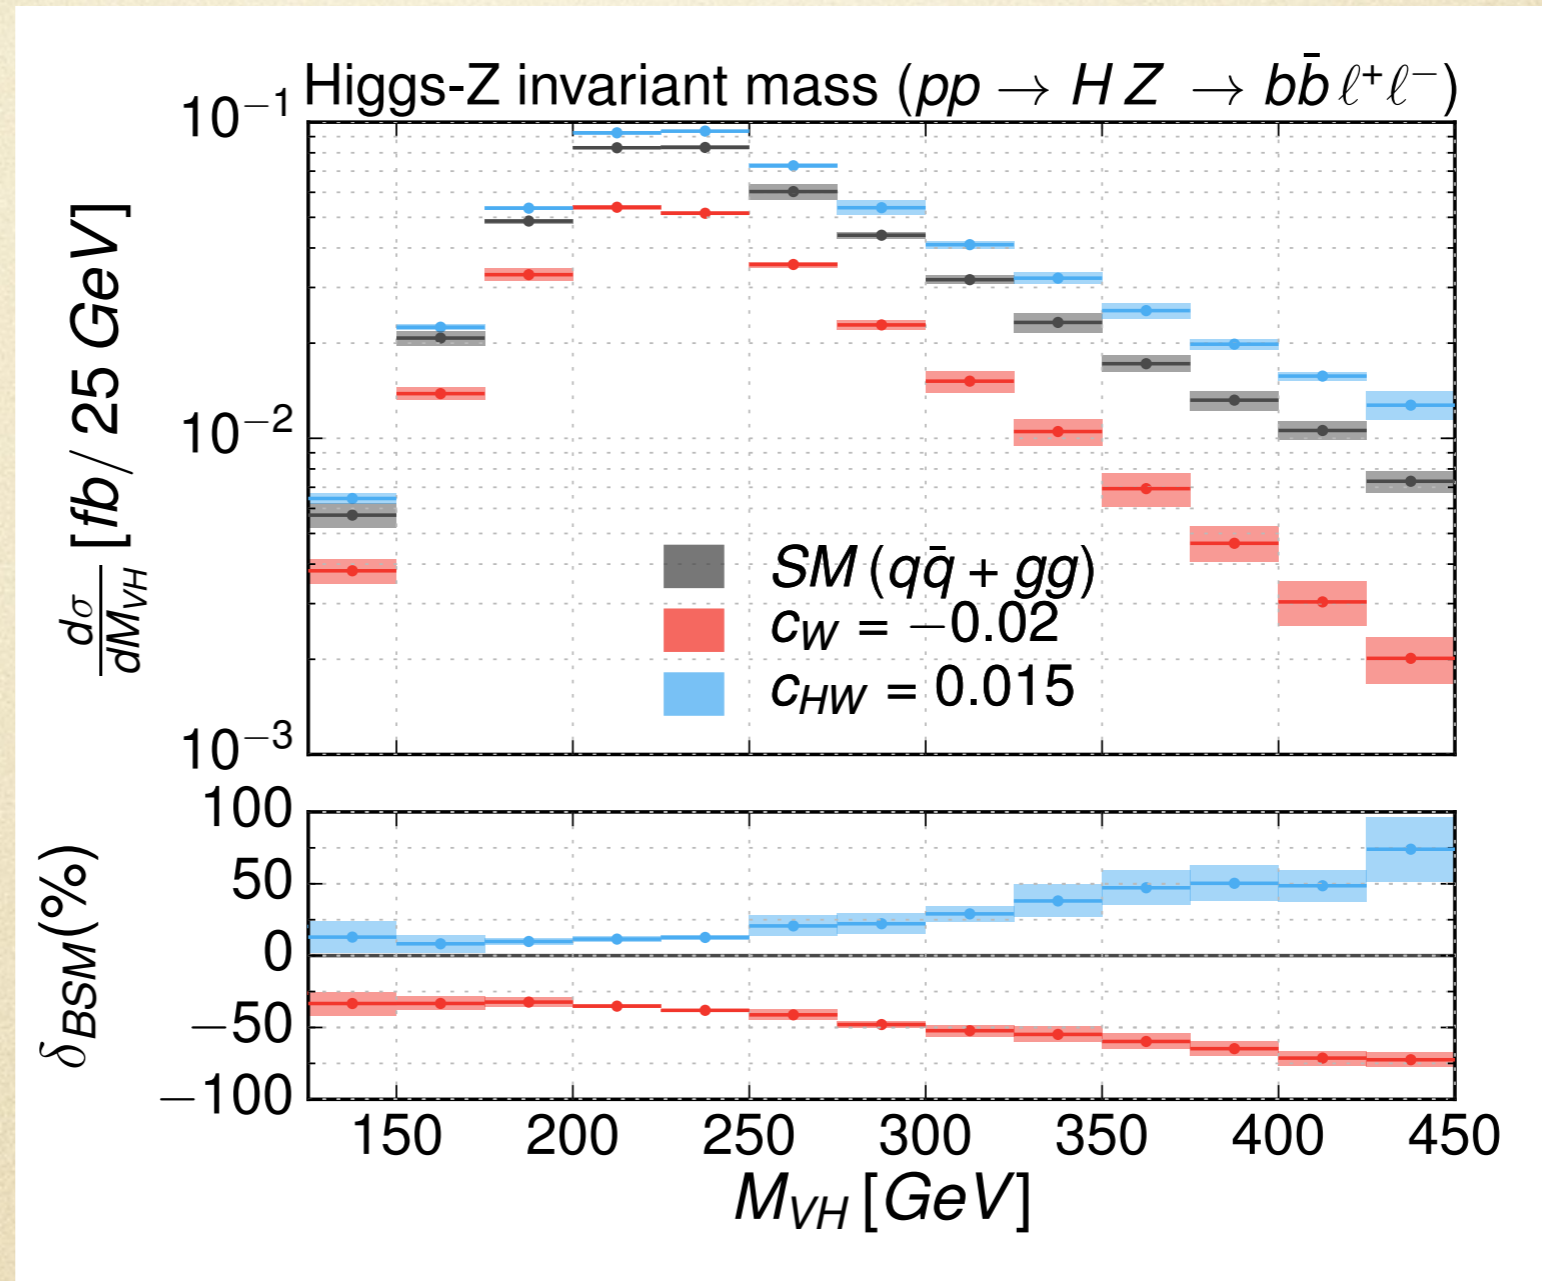 Higgs-Z invariant mass (pp → H Z → bb̄ ℓ⁺ℓ⁻)
10⁻¹
10⁻²
10⁻³
dσ/dM_VH [fb/ 25 GeV]
SM (qq̄ + gg)
c_W = −0.02
c_HW = 0.015
100
50
0
−50
−100
δ_BSM(%)
150 200 250 300 350 400 450
M_VH [GeV]